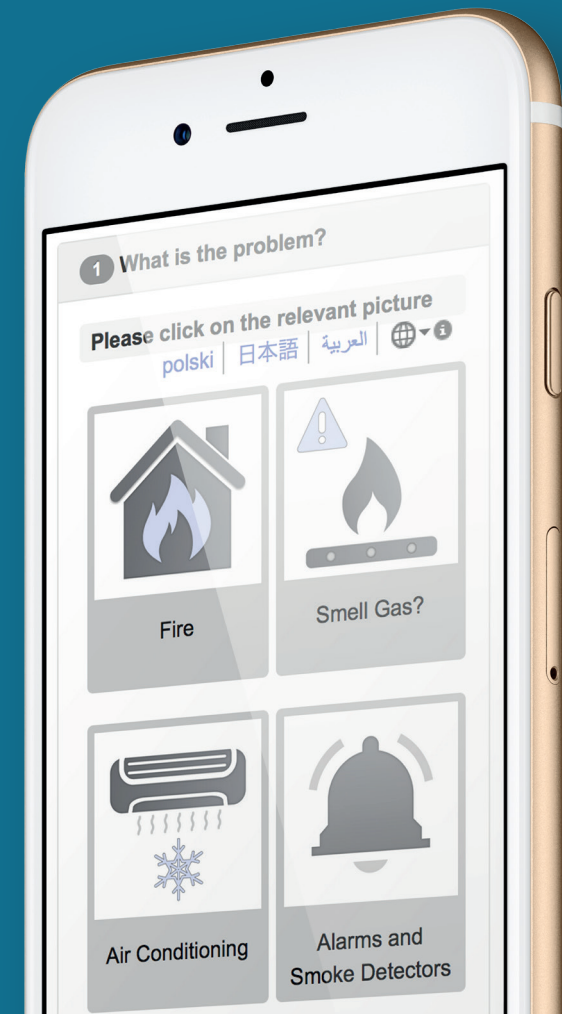 1 What is the problem?
Please click on the relevant picture
polski | 日本語 | العربية |
Fire
Smell Gas?
Air Conditioning
Alarms and
Smoke Detectors